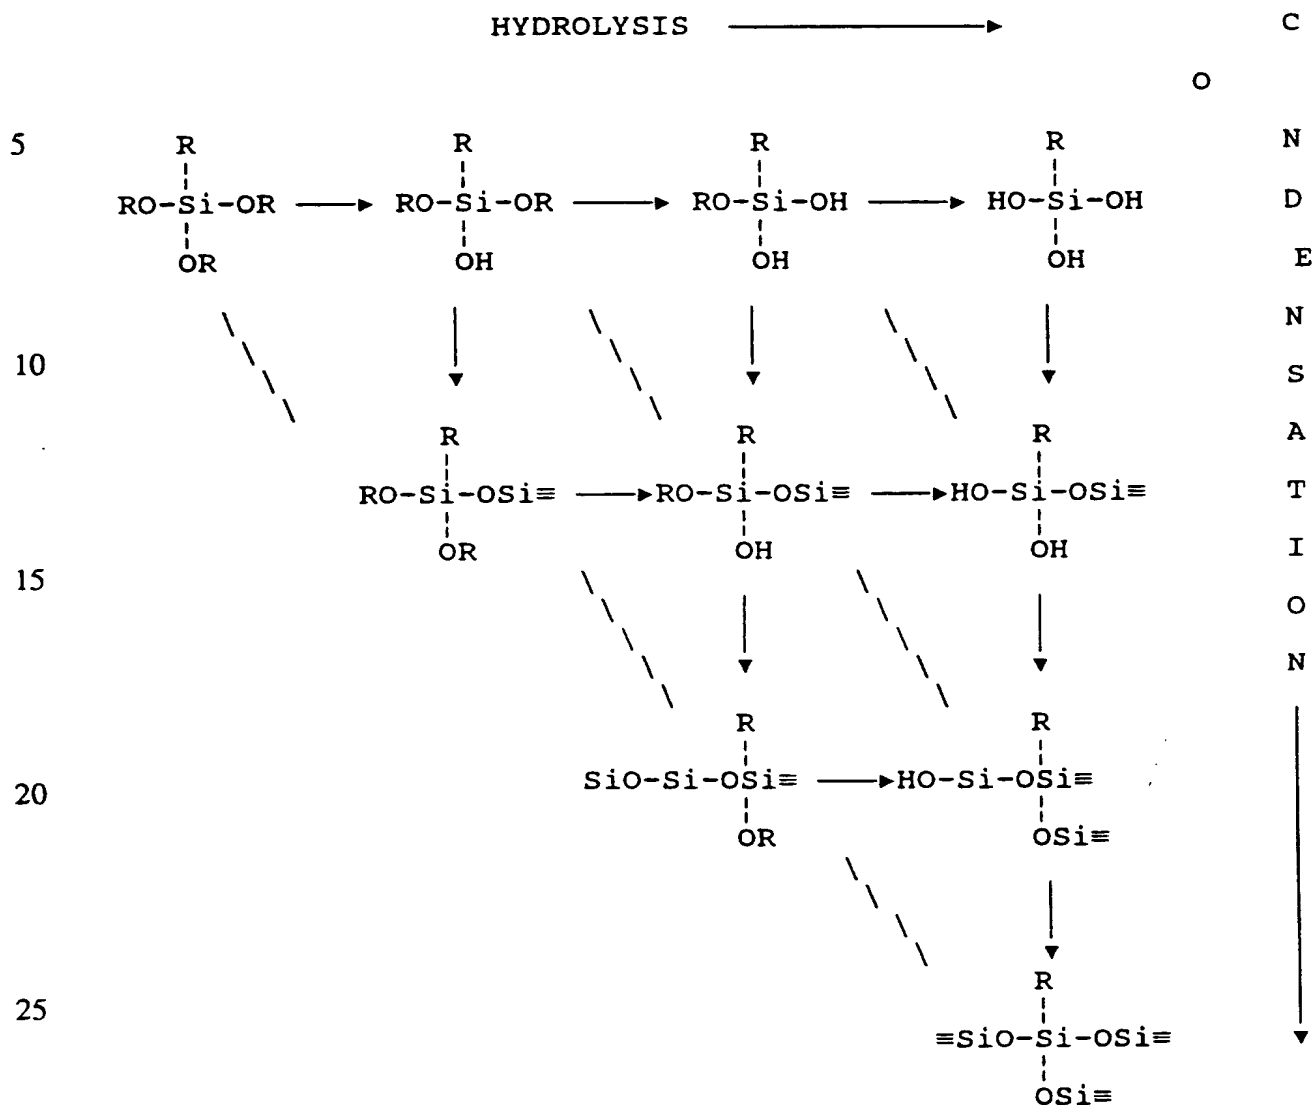 HYDROLYSIS C
O
5 R R R R N
RO-Si-OR RO-Si-OR RO-Si-OH HO-Si-OH D
OR OH OH OH E
N
10 S
R R R A
RO-Si-OSi≡ RO-Si-OSi≡ HO-Si-OSi≡ T
OR OH OH I
15
O
N
R R
20 SiO-Si-OSi≡ HO-Si-OSi≡
OR OSi≡
R
25
≡SiO-Si-OSi≡
OSi≡